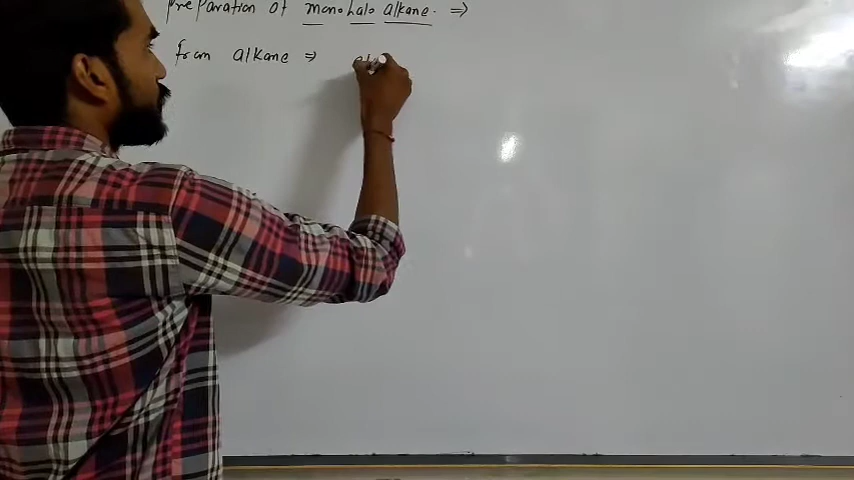 preparation of mono halo alkane. ⇒
from alkane ⇒